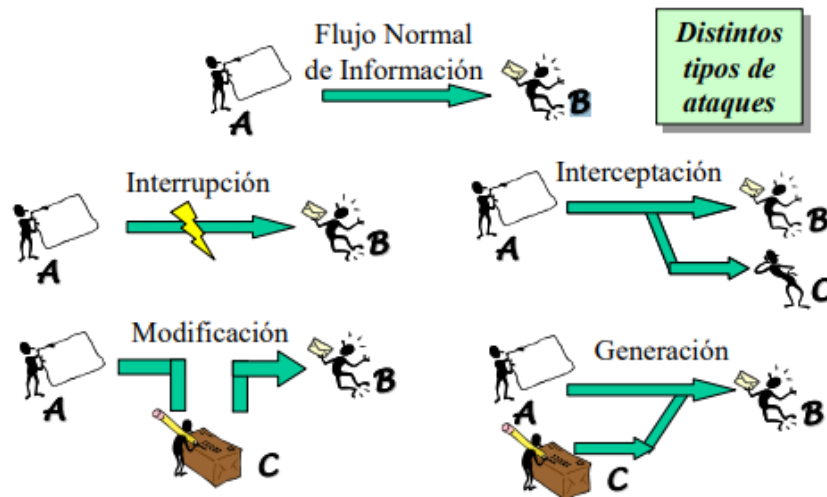 Flujo Normal
de Información
A
B
Distintos
tipos de
ataques
Interrupción
A
B
Interceptación
A
B
C
Modificación
A
B
C
Generación
A
B
C